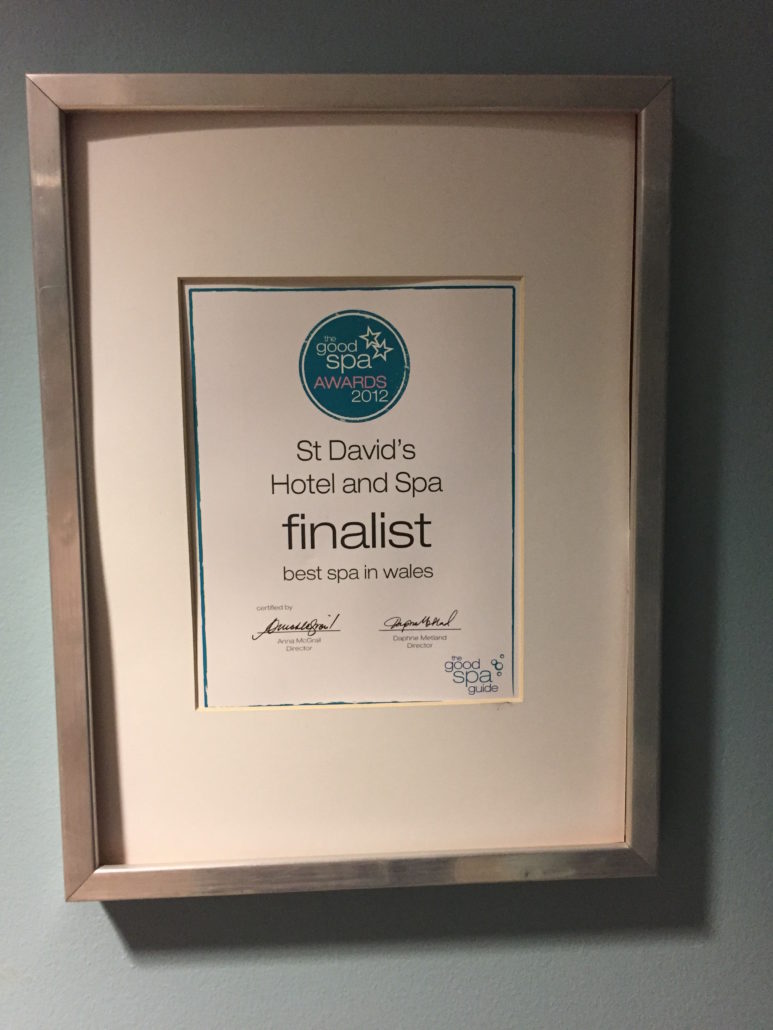 the
good
spa
AWARDS
2012
St David's
Hotel and Spa
finalist
best spa in wales
certified by
Anna McGrail
Director
Daphne Metland
Director
the
good
spa
guide